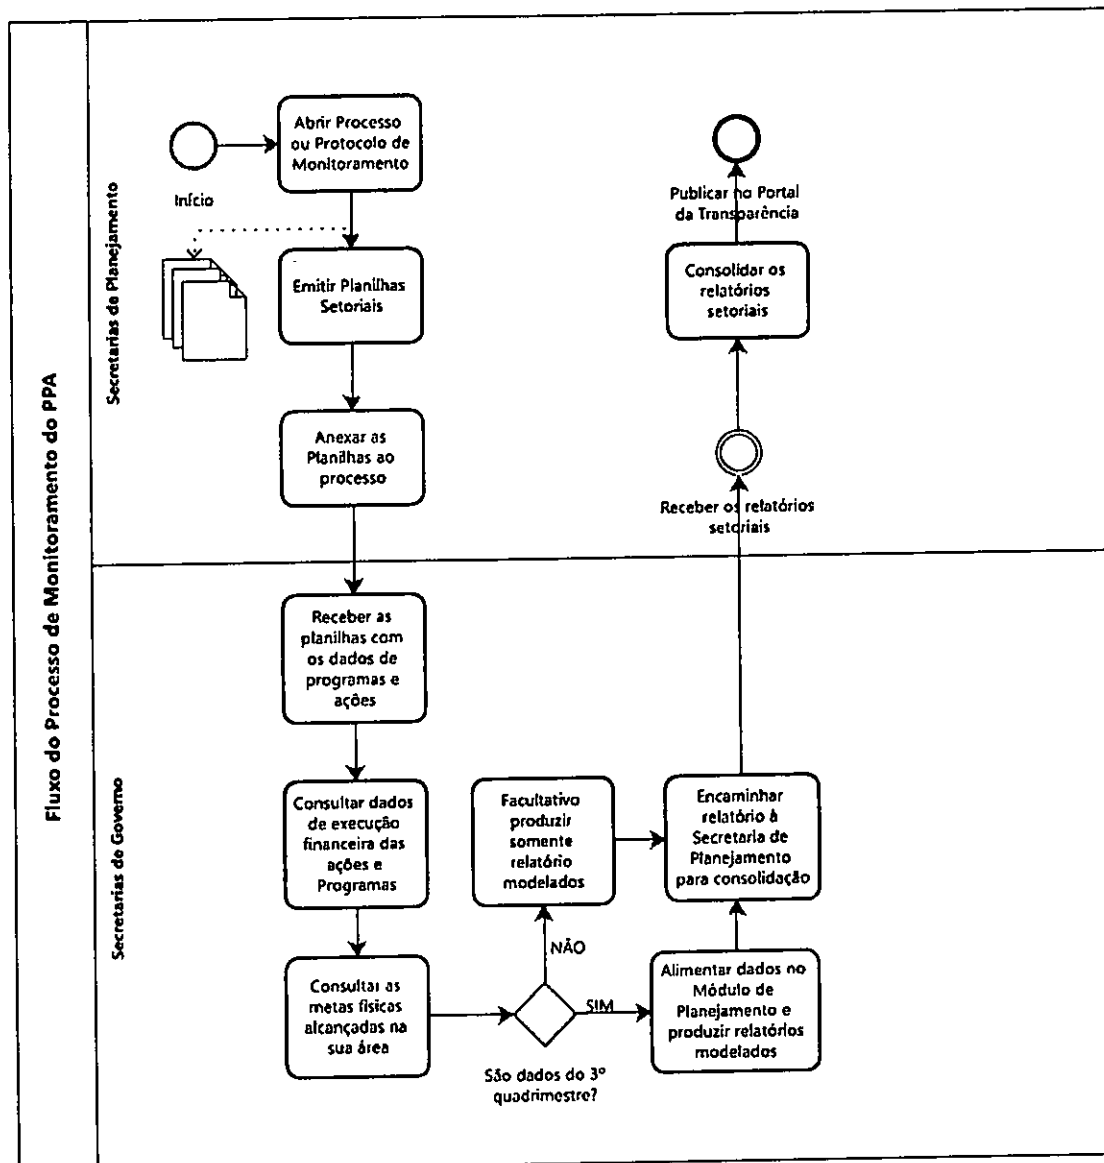 Fluxo do Processo de Monitoramento do PPA
Secretarias de Planejamento
Início
Abrir Processo
ou Protocolo de
Monitoramento
Emitir Planilhas
Setoriais
Anexar as
Planilhas ao
processo
Publicar no Portal
da Transparência
Consolidar os
relatórios
setoriais
Receber os relatórios
setoriais
Secretarias de Governo
Receber as
planilhas com
os dados de
programas e
ações
Consultar dados
de execução
financeira das
ações e
Programas
Consultar as
metas físicas
alcançadas na
sua área
Facultativo
produzir
somente
relatório
modelados
NÃO
SIM
São dados do 3º
quadrimestre?
Encaminhar
relatório à
Secretaria de
Planejamento
para consolidação
Alimentar dados no
Módulo de
Planejamento e
produzir relatórios
modelados